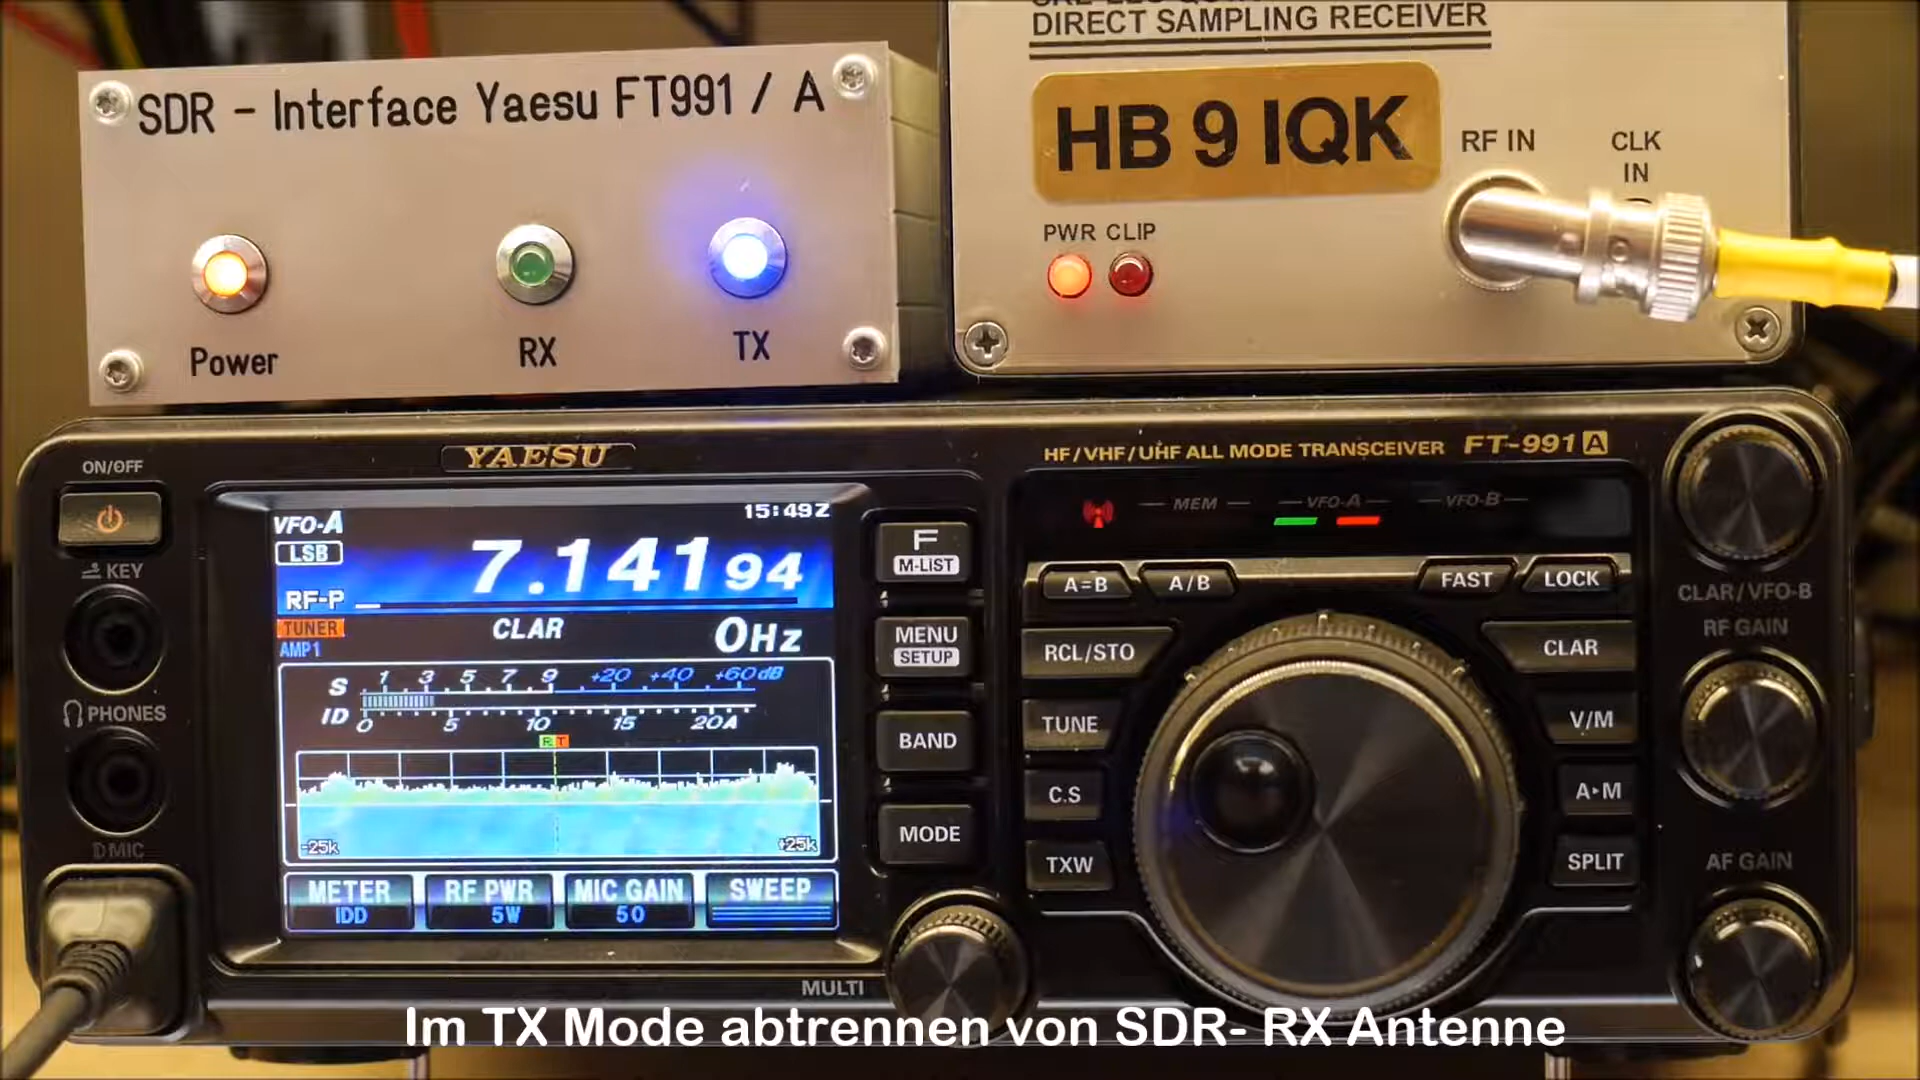 DIRECT SAMPLING RECEIVER
SDR - Interface Yaesu FT991 / A
HB 9 IQK
RF IN
CLK
IN
PWR CLIP
Power
RX
TX
YAESU
HF/VHF/UHF ALL MODE TRANSCEIVER FT-991A
ON/OFF
KEY
PHONES
MIC
VFO-A
15:49Z
LSB
7.141 94
RF-P
TUNER
AMP1
CLAR
0Hz
S 1 3 5 7 9 +20 +40 +60dB
ID 0 5 10 15 20A
R T
-25k
+25k
METER
IDD
RF PWR
5W
MIC GAIN
50
SWEEP
F
M-LIST
MENU
SETUP
BAND
MODE
MULTI
MEM
VFO-A
VFO-B
A=B
A/B
FAST
LOCK
RCL/STO
CLAR
TUNE
V/M
C.S
A▸M
TXW
SPLIT
CLAR/VFO-B
RF GAIN
AF GAIN
Im TX Mode abtrennen von SDR- RX Antenne